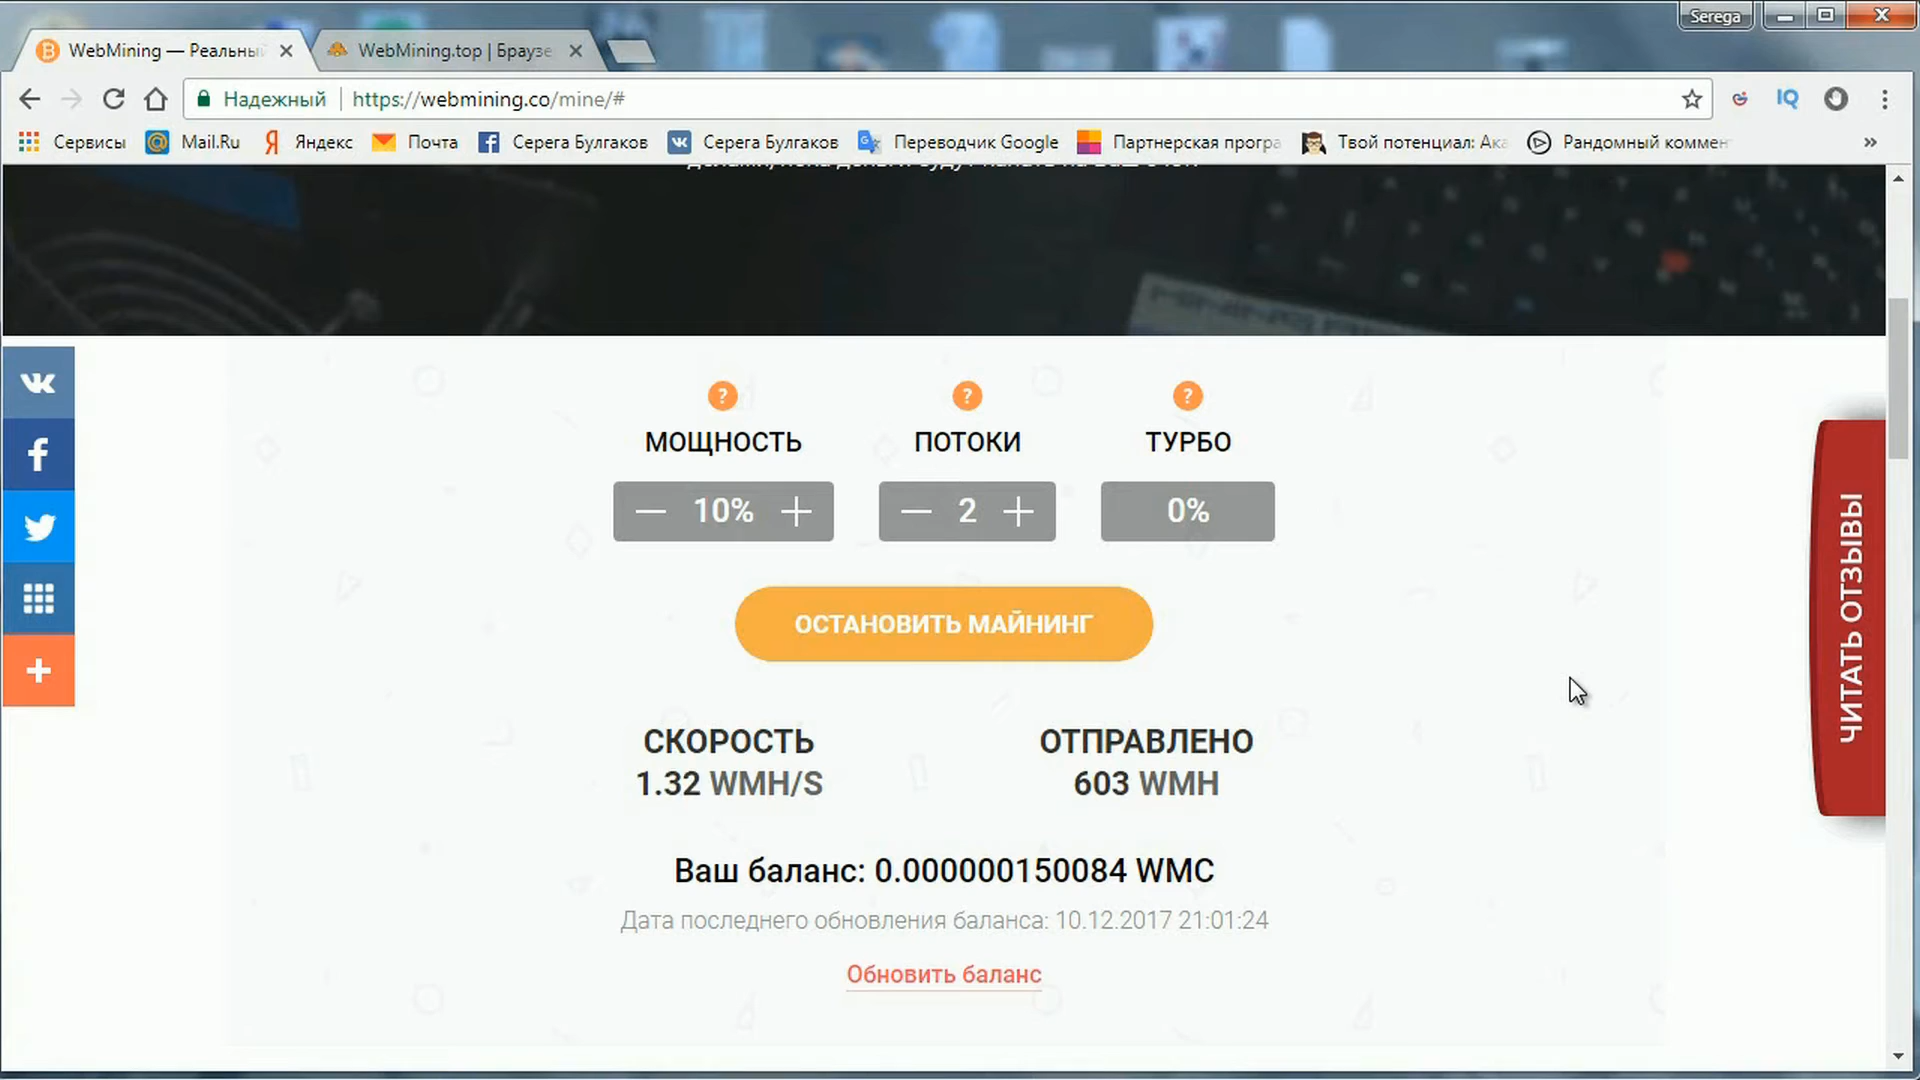 Serega
WebMining — Реальный
WebMining.top | Браузе
Надежный
https://webmining.co/mine/#
IQ
Сервисы
Mail.Ru
Яндекс
Почта
Серега Булгаков
Серега Булгаков
Переводчик Google
Партнерская програ
Твой потенциал: Ака
Рандомный коммен
»
? ? ?
МОЩНОСТЬ ПОТОКИ ТУРБО
— 10% +
— 2 +
0%
ОСТАНОВИТЬ МАЙНИНГ
СКОРОСТЬ
1.32 WMH/S
ОТПРАВЛЕНО
603 WMH
Ваш баланс: 0.000000150084 WMC
Дата последнего обновления баланса: 10.12.2017 21:01:24
Обновить баланс
ЧИТАТЬ ОТЗЫВЫ